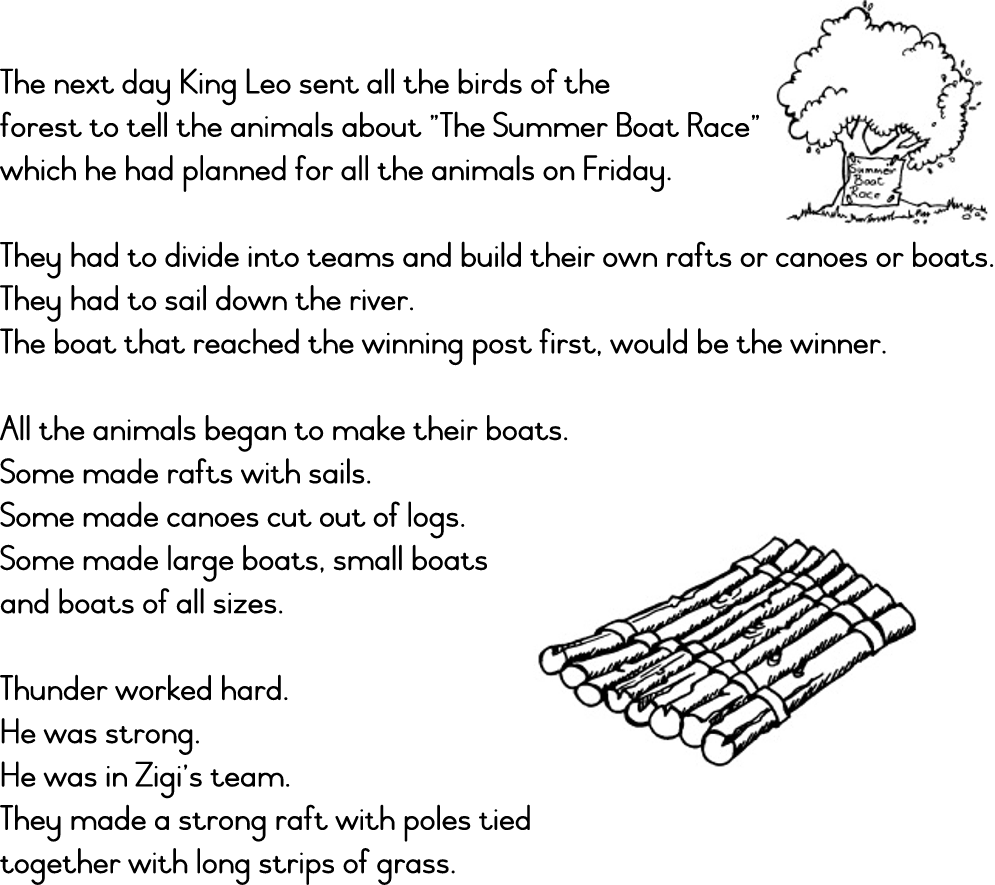 The next day King Leo sent all the birds of the
forest to tell the animals about "The Summer Boat Race"
which he had planned for all the animals on Friday.
Summer
Boat
Race
They had to divide into teams and build their own rafts or canoes or boats.
They had to sail down the river.
The boat that reached the winning post first, would be the winner.
All the animals began to make their boats.
Some made rafts with sails.
Some made canoes cut out of logs.
Some made large boats, small boats
and boats of all sizes.
Thunder worked hard.
He was strong.
He was in Zigi's team.
They made a strong raft with poles tied
together with long strips of grass.